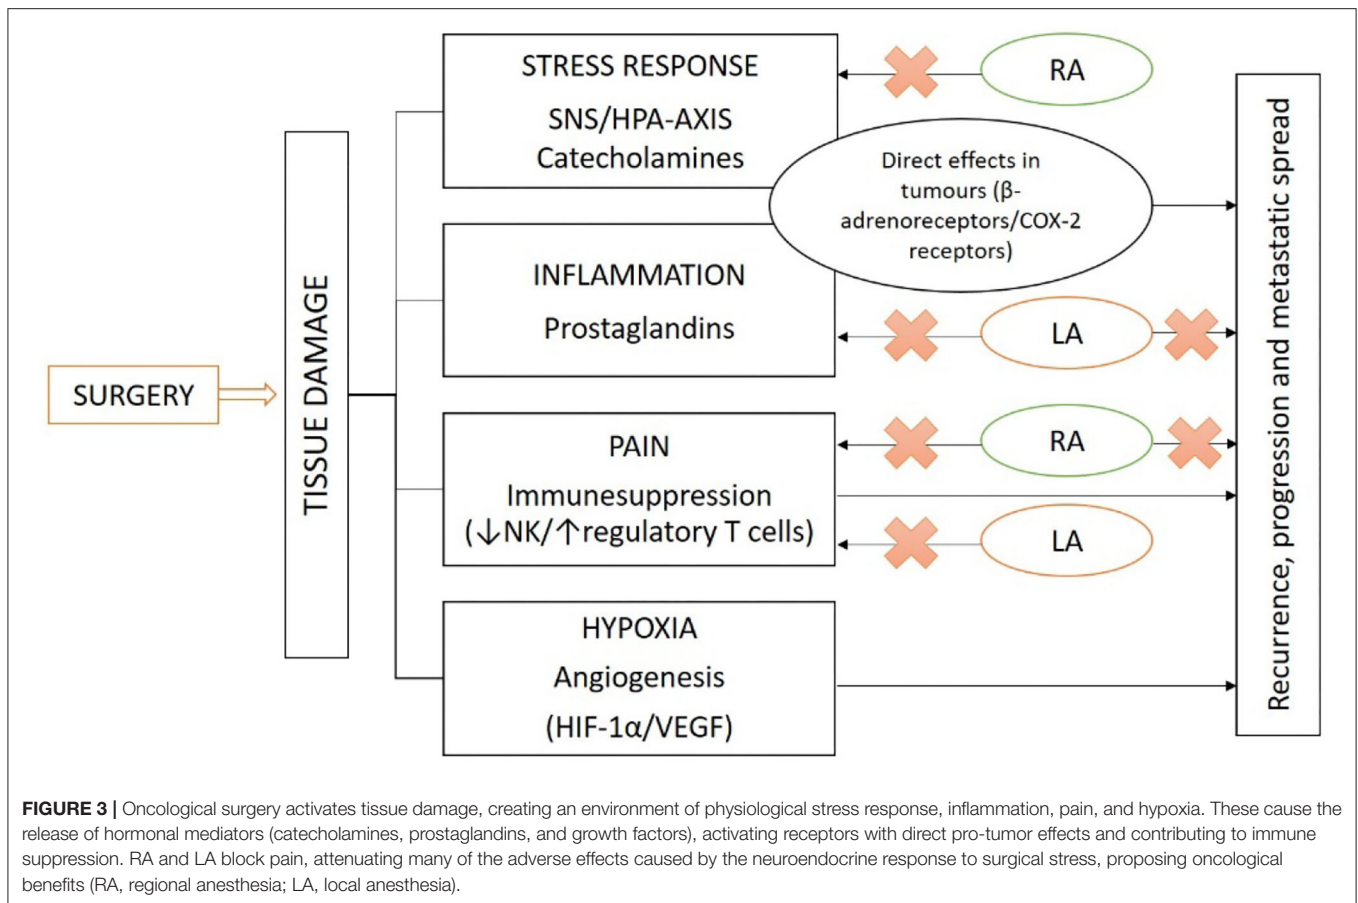 SURGERY
TISSUE DAMAGE
STRESS RESPONSE
SNS/HPA-AXIS
Catecholamines
INFLAMMATION
Prostaglandins
PAIN
Immunesuppression
(↓NK/↑regulatory T cells)
HYPOXIA
Angiogenesis
(HIF-1α/VEGF)
RA
Direct effects in
tumours (β-
adrenoreceptors/COX-2
receptors)
LA
RA
LA
Recurrence, progression and metastatic spread
FIGURE 3 | Oncological surgery activates tissue damage, creating an environment of physiological stress response, inflammation, pain, and hypoxia. These cause the
release of hormonal mediators (catecholamines, prostaglandins, and growth factors), activating receptors with direct pro-tumor effects and contributing to immune
suppression. RA and LA block pain, attenuating many of the adverse effects caused by the neuroendocrine response to surgical stress, proposing oncological
benefits (RA, regional anesthesia; LA, local anesthesia).